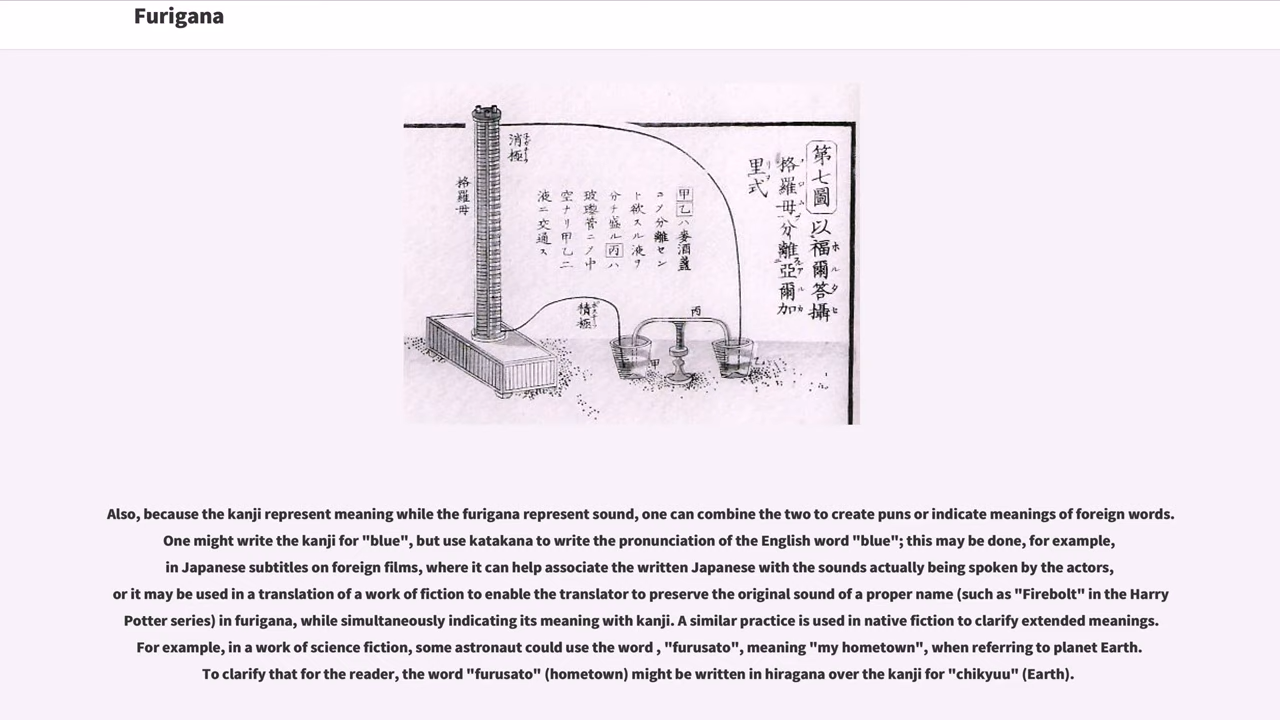 Furigana
第七圖 以福爾答攝
ホルタセ
格羅母分離亞爾加
里式
甲乙ハ麥酒盞
コノ分離セン
ト欲スル液ヲ
分チ盛ル丙ハ
玻瓈管ニノ中
空ナリ甲乙二
液ニ交通ス
消極
格羅母
積極
丙
甲
乙
Also, because the kanji represent meaning while the furigana represent sound, one can combine the two to create puns or indicate meanings of foreign words.
One might write the kanji for "blue", but use katakana to write the pronunciation of the English word "blue"; this may be done, for example,
in Japanese subtitles on foreign films, where it can help associate the written Japanese with the sounds actually being spoken by the actors,
or it may be used in a translation of a work of fiction to enable the translator to preserve the original sound of a proper name (such as "Firebolt" in the Harry
Potter series) in furigana, while simultaneously indicating its meaning with kanji. A similar practice is used in native fiction to clarify extended meanings.
For example, in a work of science fiction, some astronaut could use the word , "furusato", meaning "my hometown", when referring to planet Earth.
To clarify that for the reader, the word "furusato" (hometown) might be written in hiragana over the kanji for "chikyuu" (Earth).